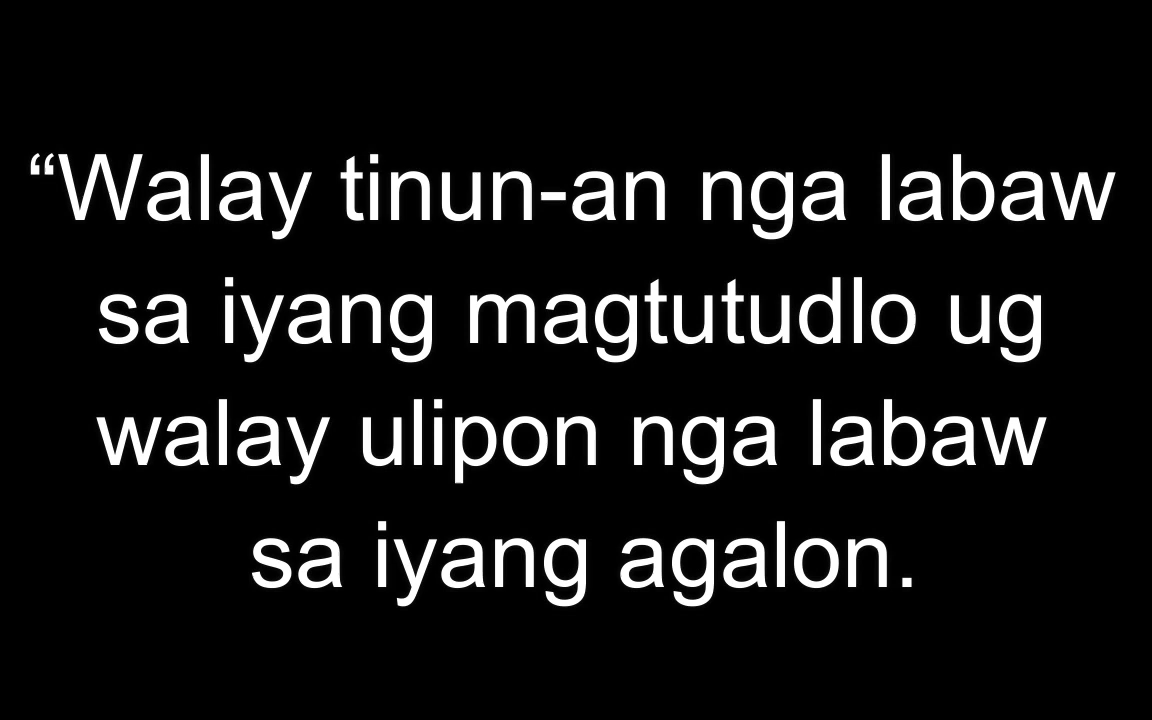 “Walay tinun-an nga labaw
sa iyang magtutudlo ug
walay ulipon nga labaw
sa iyang agalon.